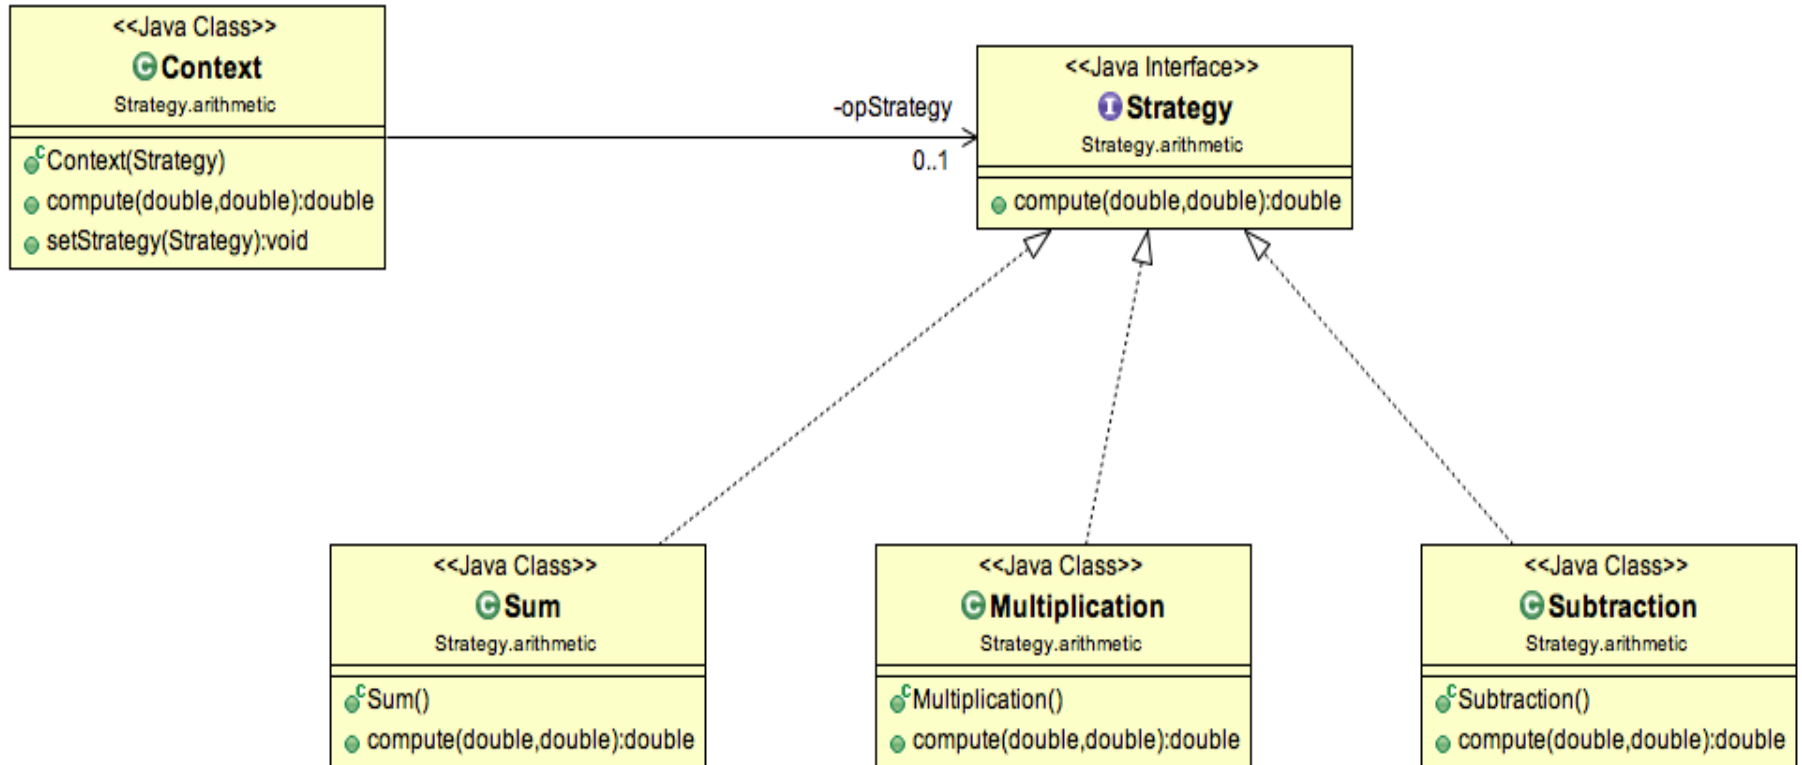 <<Java Class>>
Context
Strategy.arithmetic
Context(Strategy)
compute(double,double):double
setStrategy(Strategy):void
-opStrategy
0..1
<<Java Interface>>
Strategy
Strategy.arithmetic
compute(double,double):double
<<Java Class>>
Sum
Strategy.arithmetic
Sum()
compute(double,double):double
<<Java Class>>
Multiplication
Strategy.arithmetic
Multiplication()
compute(double,double):double
<<Java Class>>
Subtraction
Strategy.arithmetic
Subtraction()
compute(double,double):double